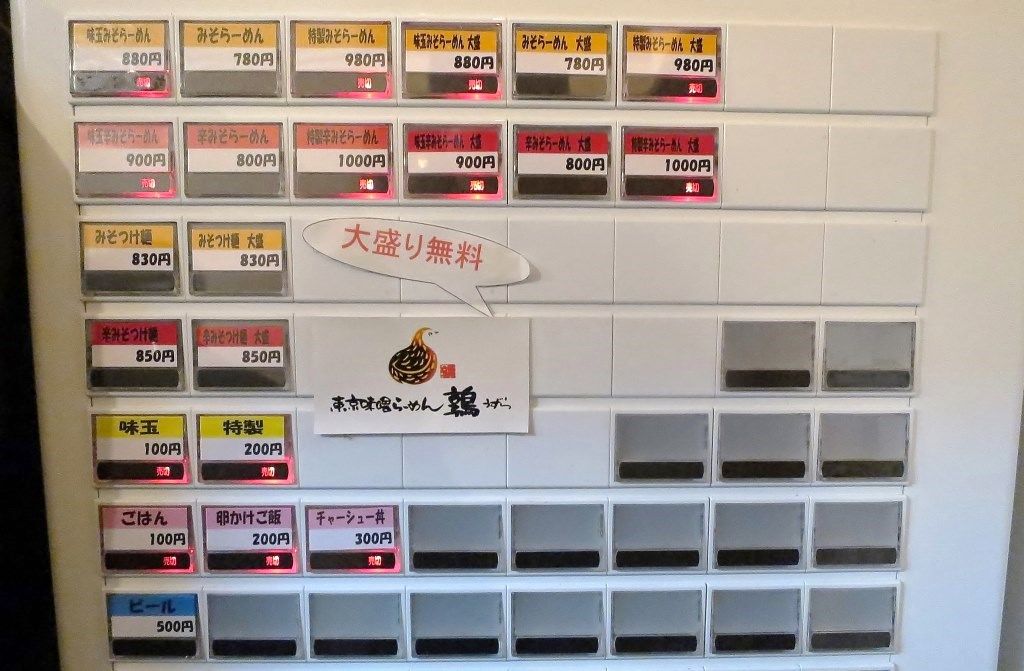 味玉みそらーめん
880円
売切
みそらーめん
780円
特製みそらーめん
980円
売切
味玉みそらーめん 大盛
880円
売切
みそらーめん 大盛
780円
特製みそらーめん 大盛
980円
売切
味玉辛みそらーめん
900円
売切
辛みそらーめん
800円
特製辛みそらーめん
1000円
売切
味玉辛みそらーめん 大盛
900円
売切
辛みそらーめん 大盛
800円
特製辛みそらーめん 大盛
1000円
売切
みそつけ麺
830円
みそつけ麺 大盛
830円
大盛り無料
辛みそつけ麺
850円
辛みそつけ麺 大盛
850円
東京味噌らーめん 鶉 うずら
味玉
100円
売切
特製
200円
売切
ごはん
100円
売切
卵かけご飯
200円
売切
チャーシュー丼
300円
売切
ビール
500円